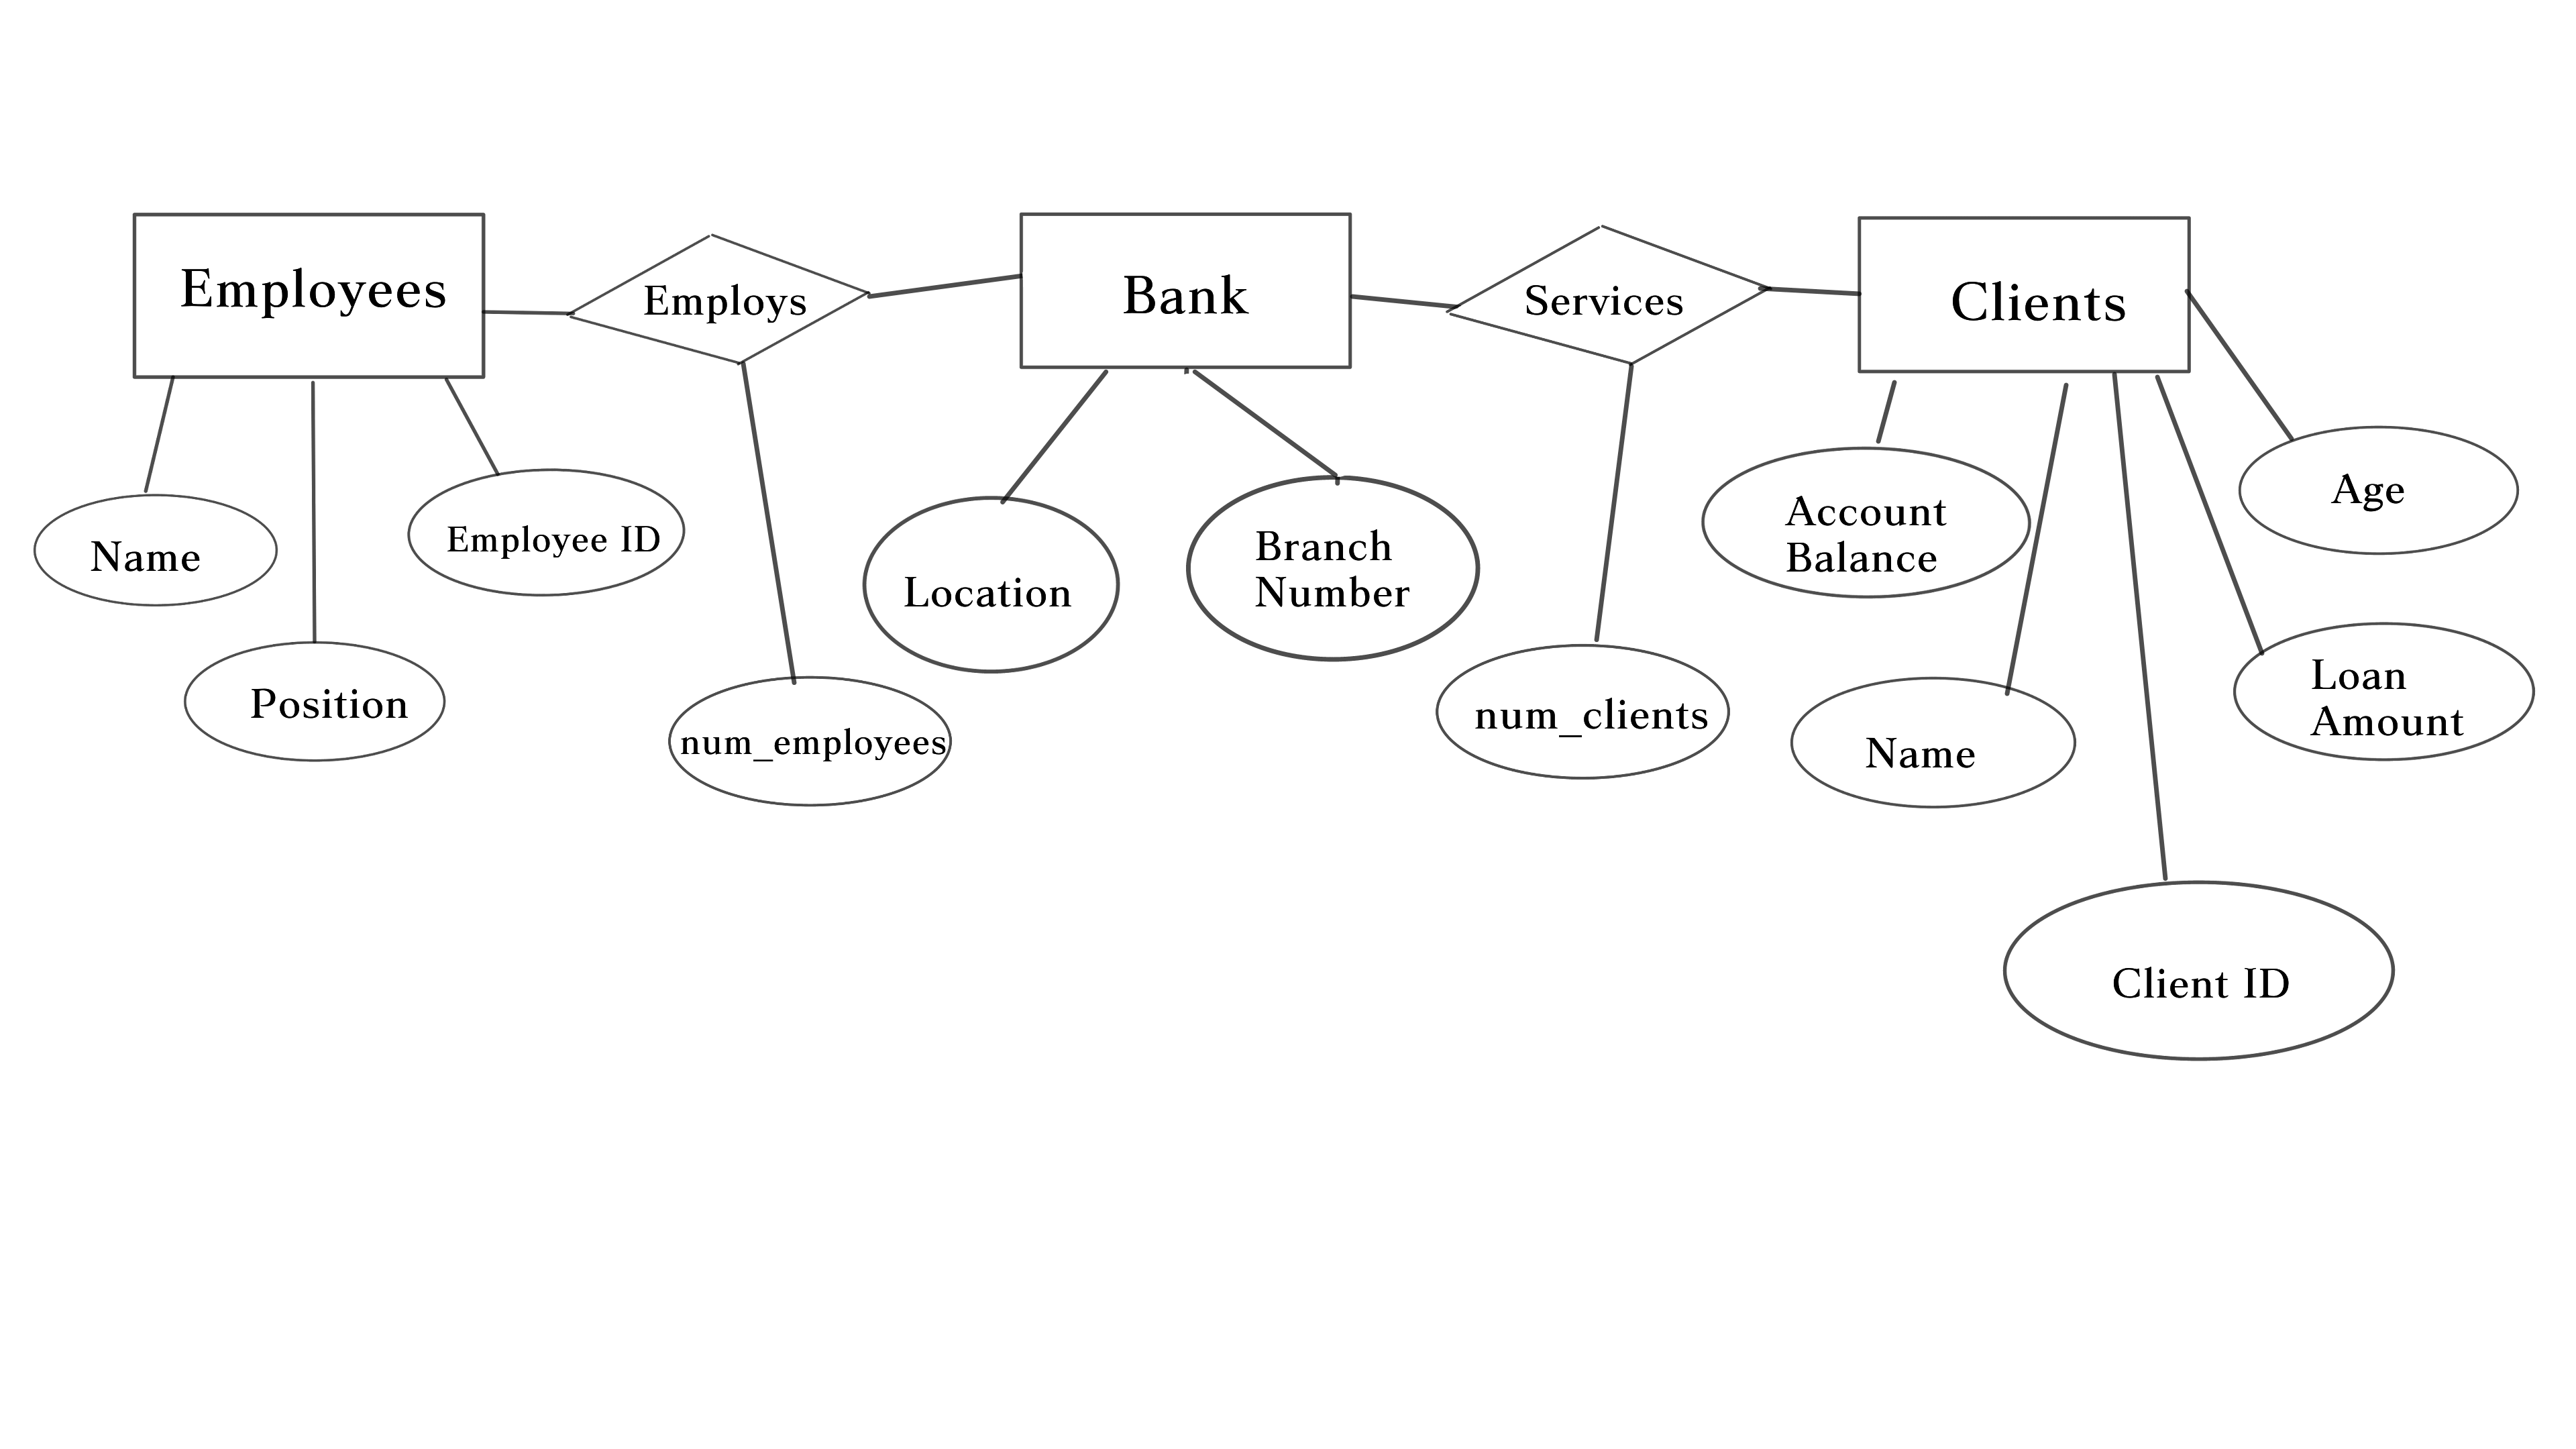 Employees
Employs
Bank
Services
Clients
Name
Position
Employee ID
num_employees
Location
Branch
Number
num_clients
Account
Balance
Name
Client ID
Loan
Amount
Age